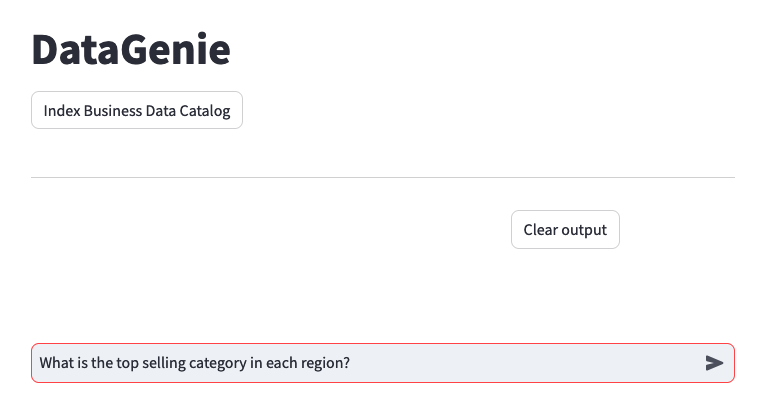 DataGenie
Index Business Data Catalog
Clear output
What is the top selling category in each region?